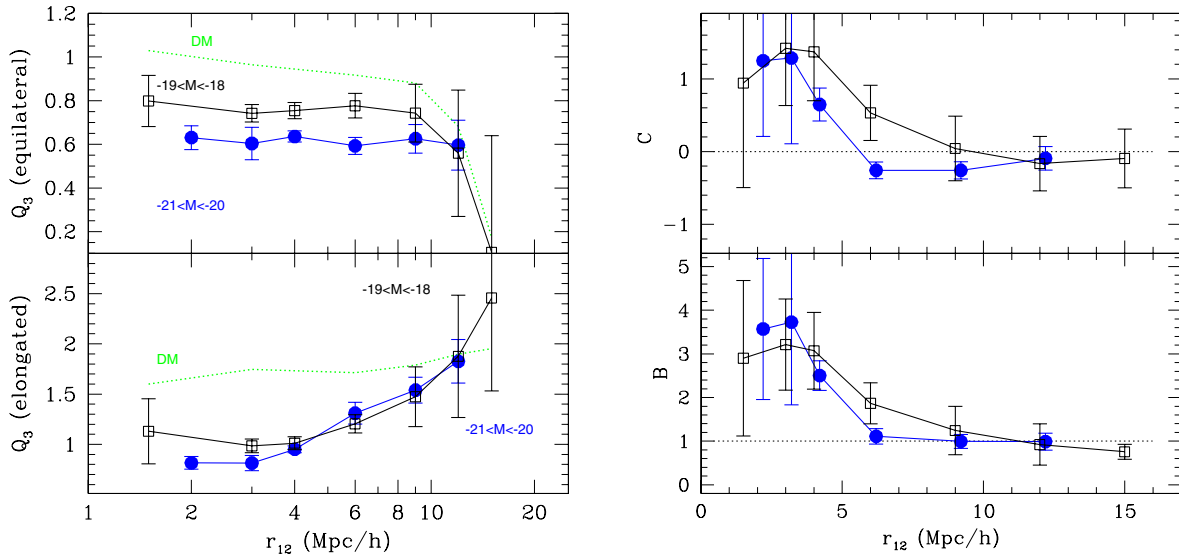 1.2
1
0.8
0.6
0.4
0.2
Q3 (equilateral)
DM
-19<M<-18
-21<M<-20
2.5
2
1.5
1
Q3 (elongated)
-19<M<-18
DM
-21<M<-20
1 2 4 6 8 10 20
r12 (Mpc/h)
1
0
−1
C
5
4
3
2
1
0
B
0 5 10 15
r12 (Mpc/h)